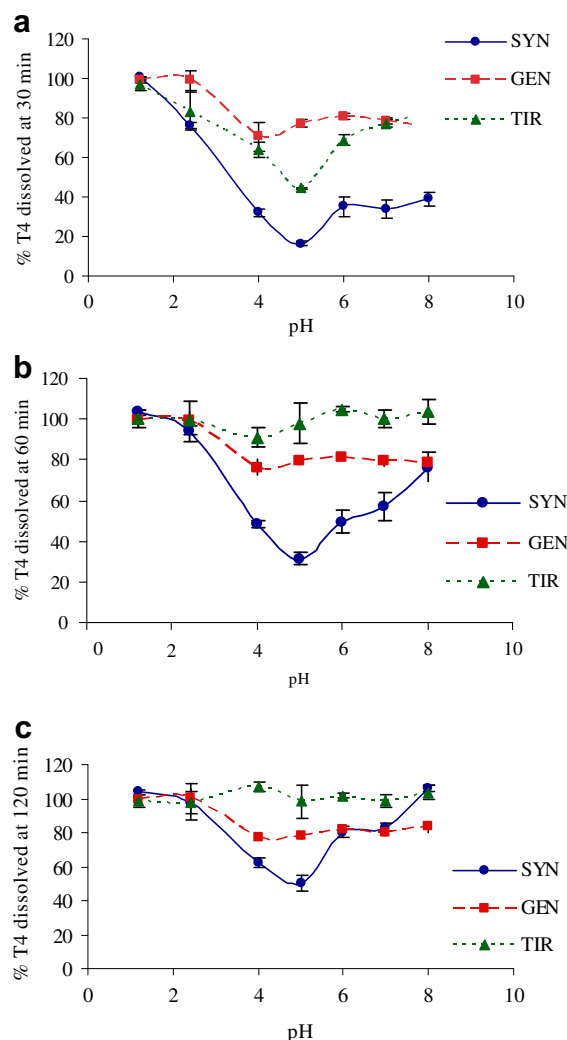 a
120
100
80
60
40
20
0
0 2 4 6 8 10
% T4 dissolved at 30 min
pH
SYN
GEN
TIR
b
120
100
80
60
40
20
0
0 2 4 6 8 10
% T4 dissolved at 60 min
pH
SYN
GEN
TIR
c
120
100
80
60
40
20
0
0 2 4 6 8 10
% T4 dissolved at 120 min
pH
SYN
GEN
TIR